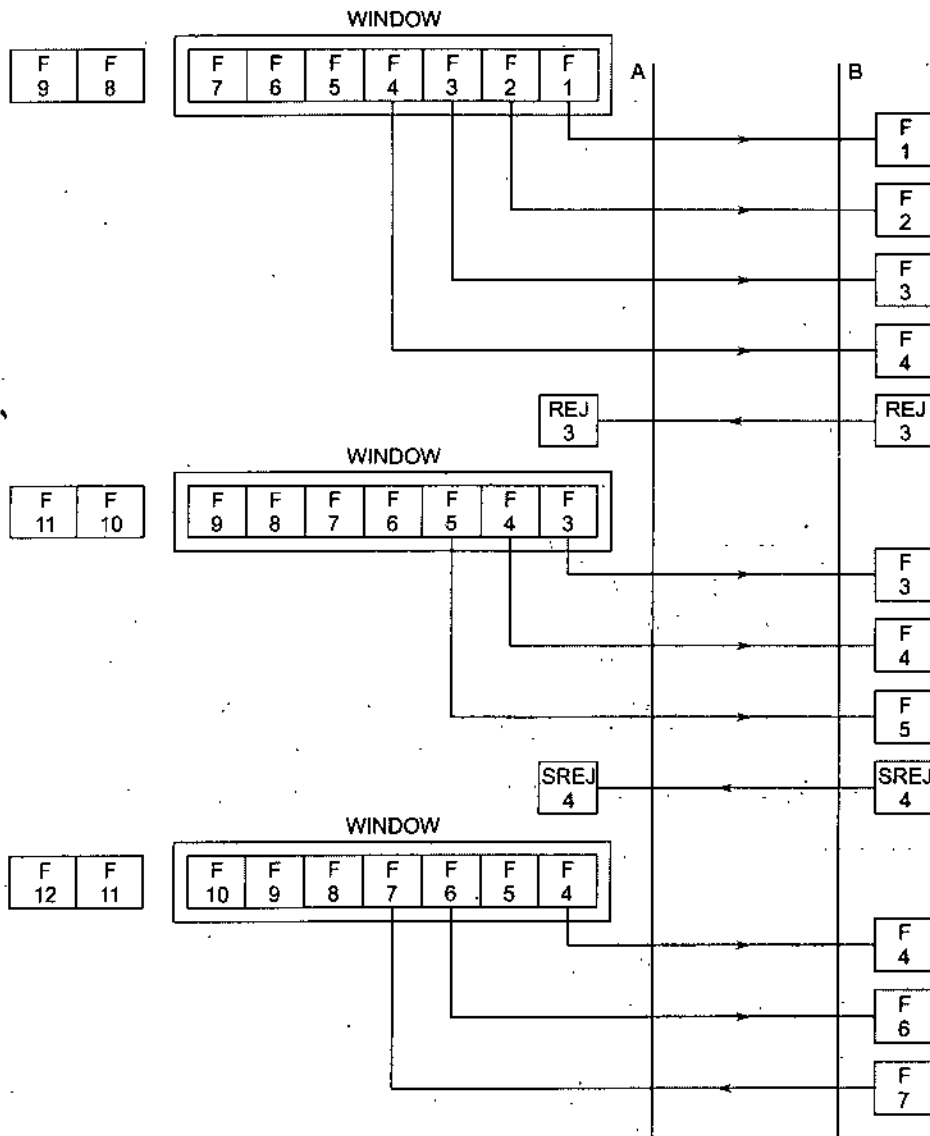 WINDOW
F F F F F F F F F A B
9 8 7 6 5 4 3 2 1
F
1
F
2
F
3
F
4
REJ REJ
3 3
WINDOW
F F F F F F F F F
11 10 9 8 7 6 5 4 3
F
3
F
4
F
5
SREJ SREJ
4 4
WINDOW
F F F F F F F F F
12 11 10 9 8 7 6 5 4
F
4
F
6
F
7